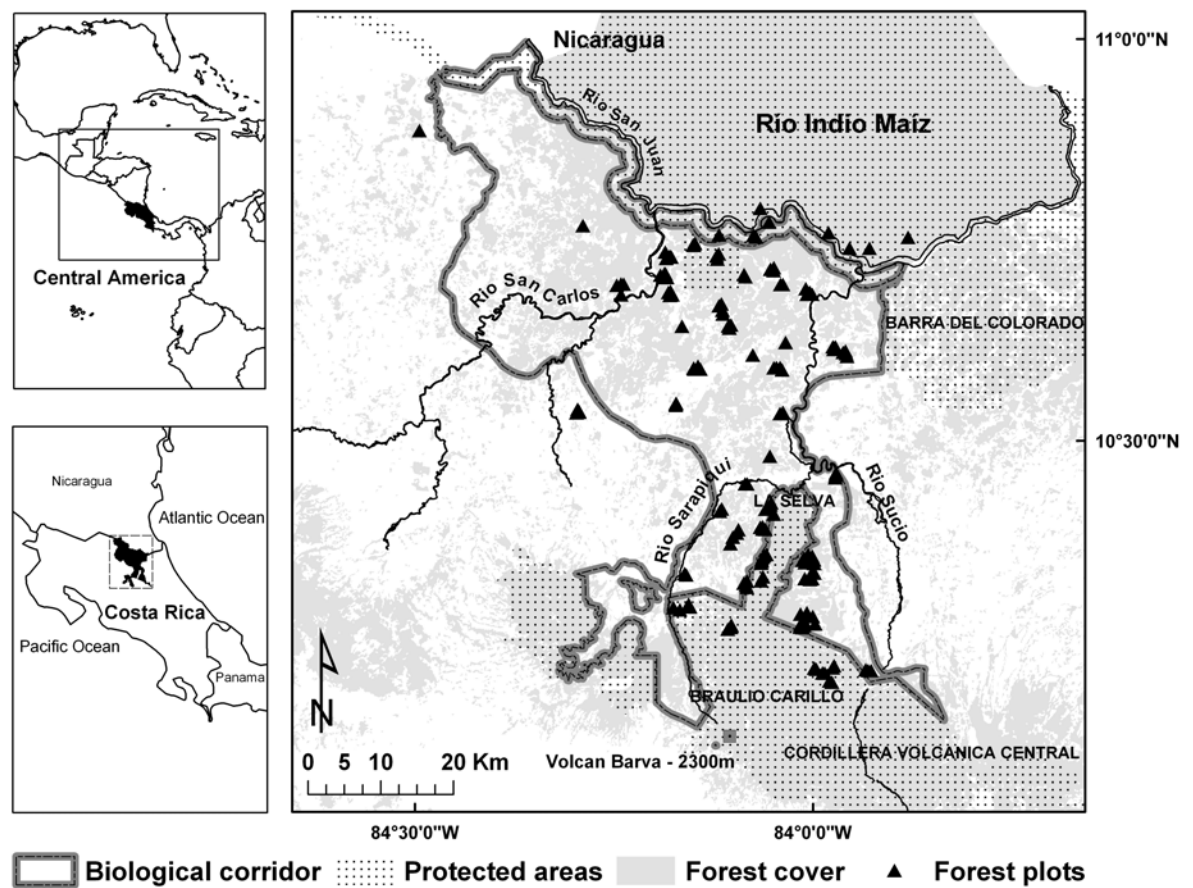 Central America
Nicaragua
Atlantic Ocean
Costa Rica
Pacific Ocean
Panama
Nicaragua
Rio San Juan
Rio Indio Maíz
Rio San Carlos
BARRA DEL COLORADO
Rio Sarapiqui
LA SELVA
Rio Sucio
BRAULIO CARILLO
CORDILLERA VOLCANICA CENTRAL
Volcan Barva - 2300m
N
0 5 10 20 Km
11°0'0"N
10°30'0"N
84°30'0"W
84°0'0"W
Biological corridor
Protected areas
Forest cover
Forest plots